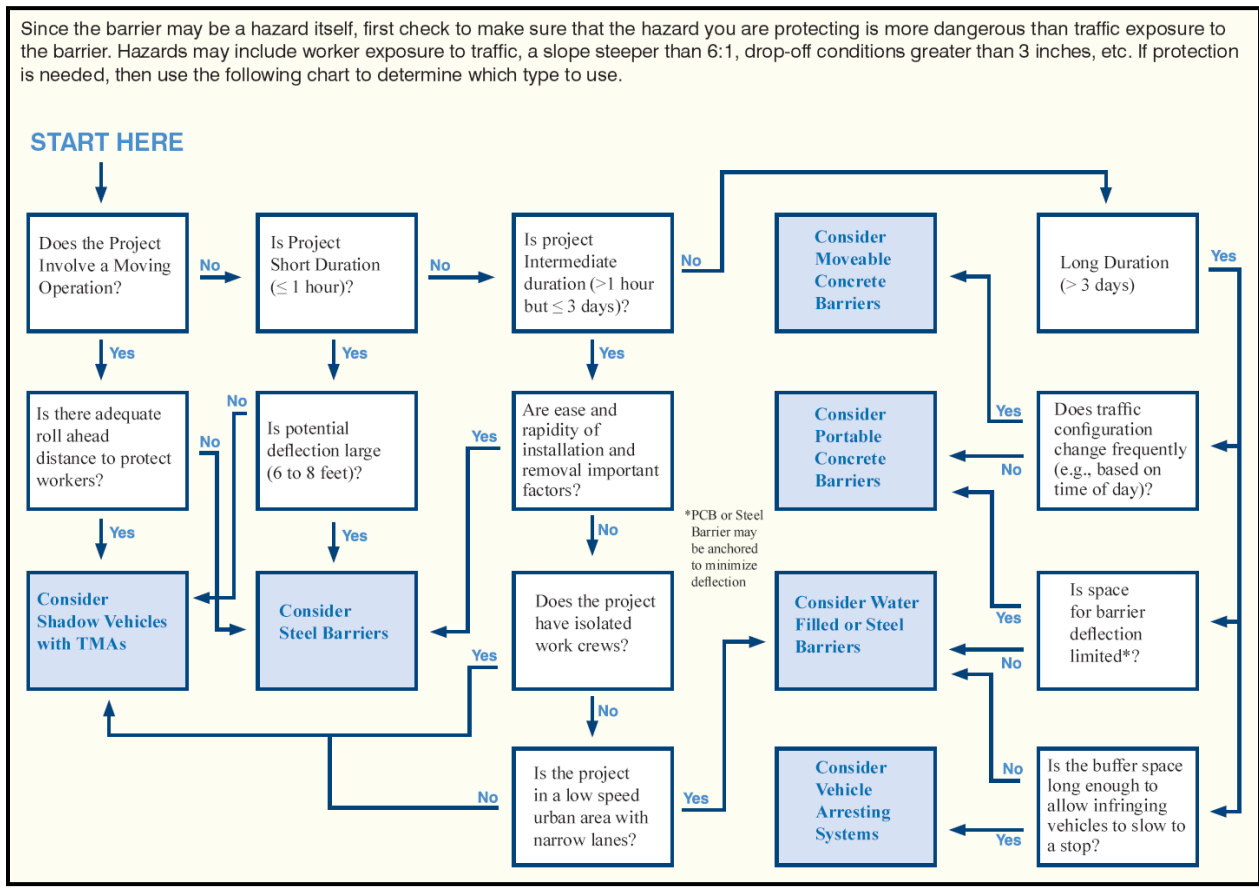 Since the barrier may be a hazard itself, first check to make sure that the hazard you are protecting is more dangerous than traffic exposure to
the barrier. Hazards may include worker exposure to traffic, a slope steeper than 6:1, drop-off conditions greater than 3 inches, etc. If protection
is needed, then use the following chart to determine which type to use.
START HERE
Does the Project
Involve a Moving
Operation?
No
Is Project
Short Duration
(≤ 1 hour)?
No
Is project
Intermediate
duration (>1 hour
but ≤ 3 days)?
No
Consider
Moveable
Concrete
Barriers
Long Duration
(> 3 days)
Yes
Yes
Yes
Yes
Is there adequate
roll ahead
distance to protect
workers?
No
No
Is potential
deflection large
(6 to 8 feet)?
Yes
Are ease and
rapidity of
installation and
removal important
factors?
Consider
Portable
Concrete
Barriers
Yes
No
Does traffic
configuration
change frequently
(e.g., based on
time of day)?
Yes
Yes
No
*PCB or Steel
Barrier may
be anchored
to minimize
deflection
Consider
Shadow Vehicles
with TMAs
Consider
Steel Barriers
Yes
Does the project
have isolated
work crews?
Consider Water
Filled or Steel
Barriers
Yes
No
Is space
for barrier
deflection
limited*?
No
No
Is the project
in a low speed
urban area with
narrow lanes?
Yes
Consider
Vehicle
Arresting
Systems
No
Yes
Is the buffer space
long enough to
allow infringing
vehicles to slow to
a stop?